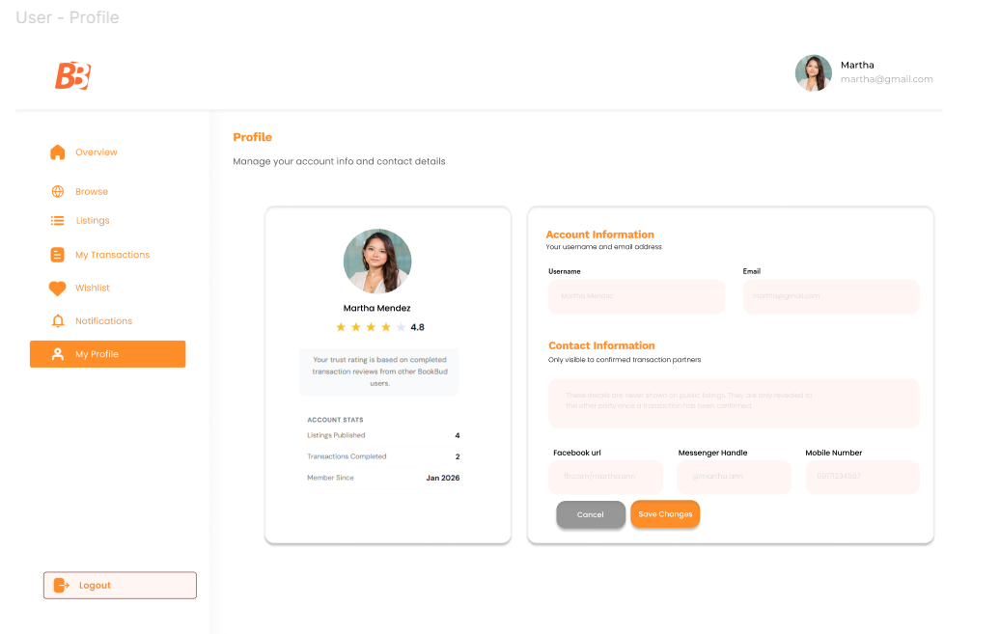 User - Profile
BB
Martha
martha@gmail.com
Overview
Browse
Listings
My Transactions
Wishlist
Notifications
My Profile
Logout
Profile
Manage your account info and contact details
Martha Mendez
4.8
Your trust rating is based on completed
transaction reviews from other BookBud
users.
ACCOUNT STATS
Listings Published 4
Transactions Completed 2
Member Since Jan 2026
Account Information
Your username and email address
Username Email
Martha Mendez martha@gmail.com
Contact Information
Only visible to confirmed transaction partners
These details are never shown on public listings. They are only revealed to
the other party once a transaction has been confirmed.
Facebook url Messenger Handle Mobile Number
fb.com/martha.ann @martha.ann
Cancel Save Changes